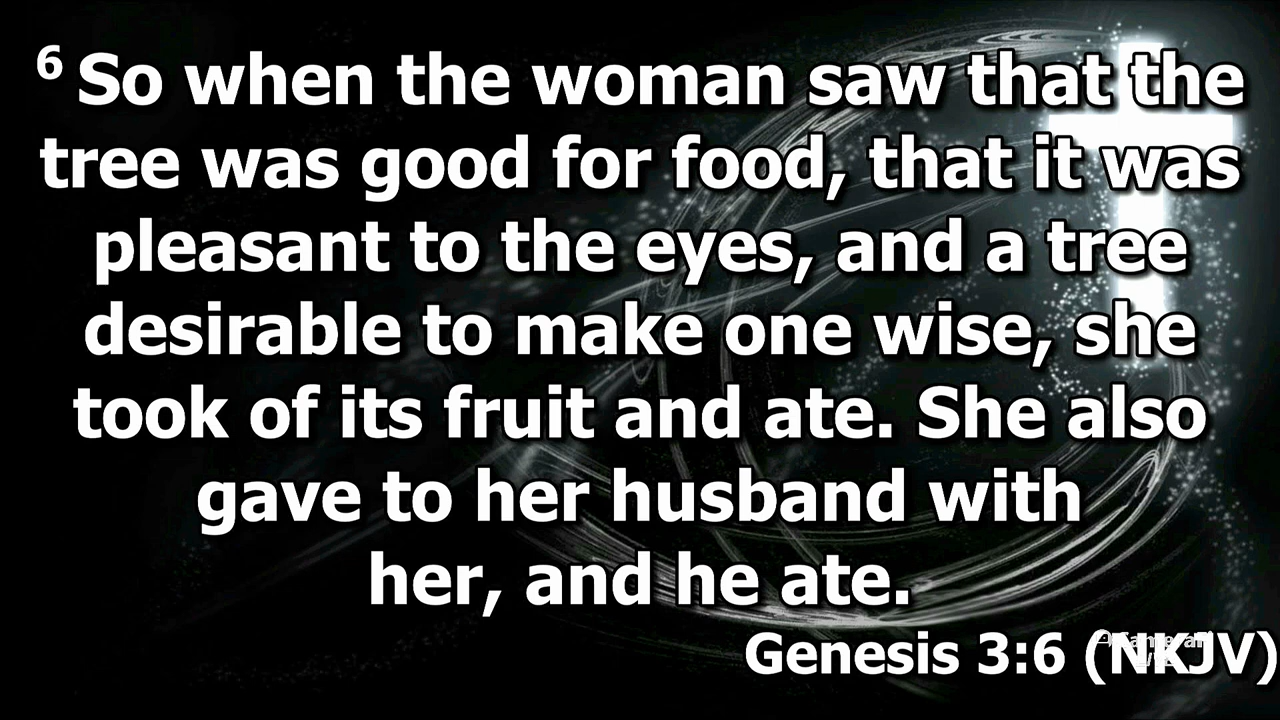 6 So when the woman saw that the
tree was good for food, that it was
pleasant to the eyes, and a tree
desirable to make one wise, she
took of its fruit and ate. She also
gave to her husband with
her, and he ate.
Genesis 3:6 (NKJV)